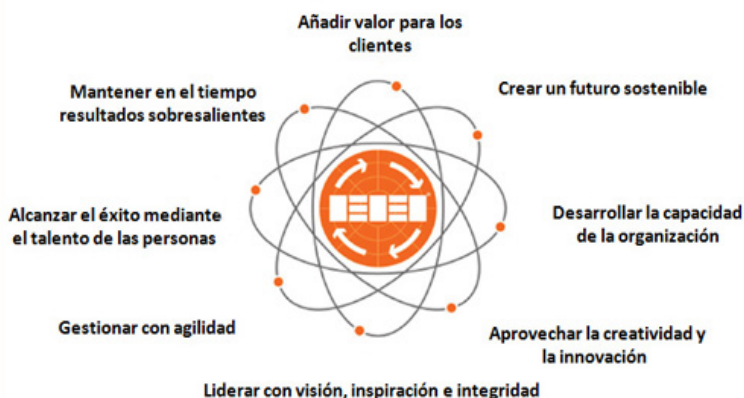 Añadir valor para los
clientes
Crear un futuro sostenible
Desarrollar la capacidad
de la organización
Aprovechar la creatividad y
la innovación
Liderar con visión, inspiración e integridad
Gestionar con agilidad
Alcanzar el éxito mediante
el talento de las personas
Mantener en el tiempo
resultados sobresalientes